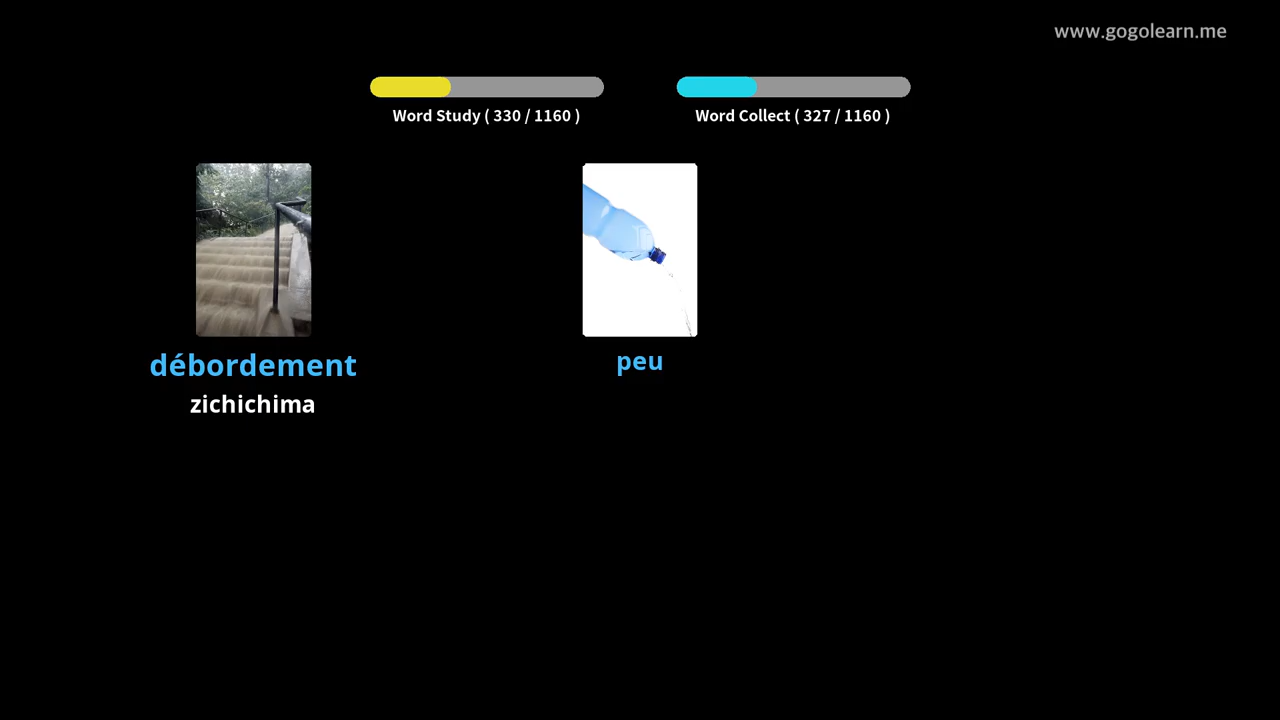 www.gogolearn.me
Word Study ( 330 / 1160 )
Word Collect ( 327 / 1160 )
débordement
zichichima
peu